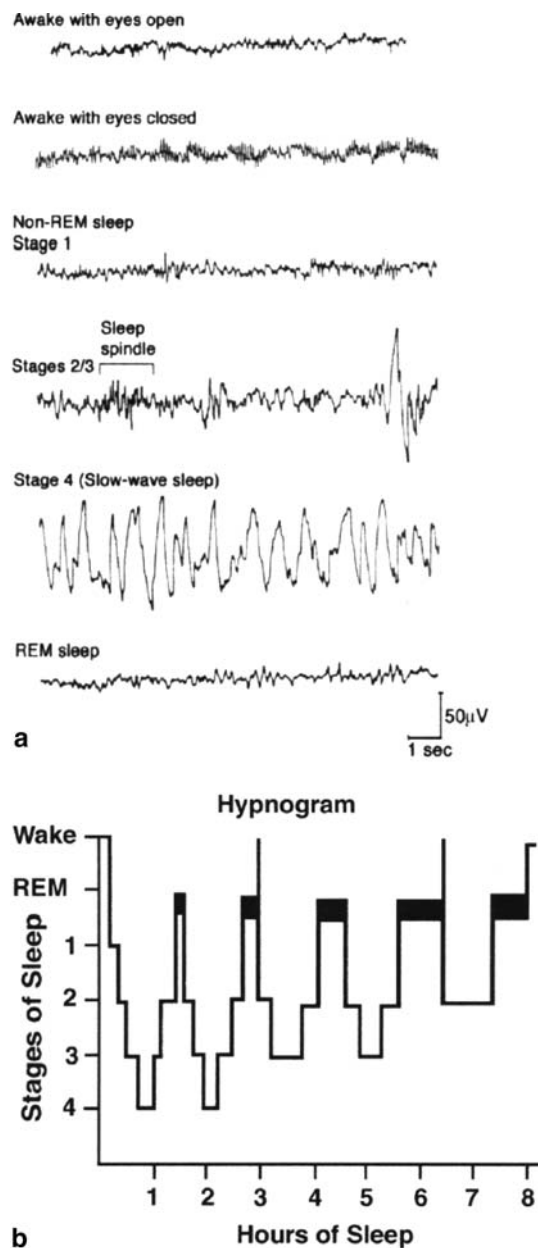 Awake with eyes open
Awake with eyes closed
Non-REM sleep
Stage 1
Sleep
spindle
Stages 2/3
Stage 4 (Slow-wave sleep)
REM sleep
50μV
1 sec
a
Hypnogram
Wake
REM
1
2
3
4
Stages of Sleep
1 2 3 4 5 6 7 8
Hours of Sleep
b